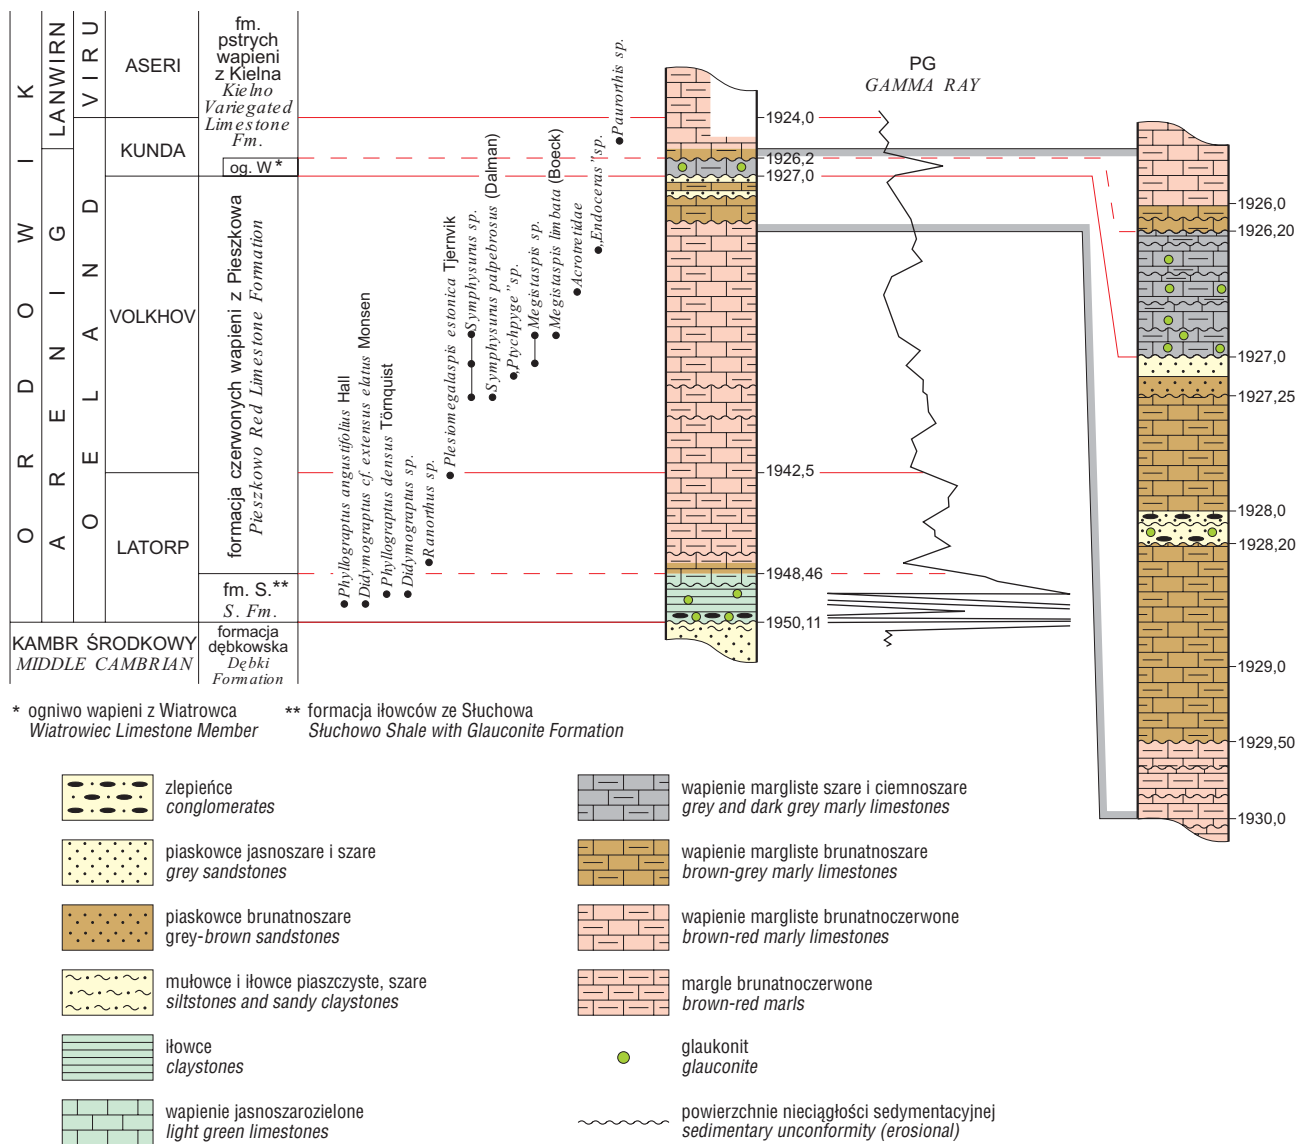 ORDOWIK
ARENIG
LANWIRN
OELAND
VIRU
ASERI
KUNDA
VOLKHOV
LATORP
fm.
pstrych
wapieni
z Kielna
Kielno
Variegated
Limestone
Fm.
og. W*
formacja czerwonych wapieni z Pieszkowa
Pieszkowo Red Limestone Formation
fm. S.**
S. Fm.
KAMBR ŚRODKOWY
MIDDLE CAMBRIAN
formacja
dębkowska
Dębki
Formation
Phyllograptus angustifolius Hall
Didymograptus cf. extensus elatus Monsen
Phyllograptus densus Törnquist
Didymograptus sp.
Ranorthus sp.
Plesiomegalaspis estonica Tjernvik
Symphysurus sp.
Symphysurus palpebrosus (Dalman)
„Ptychpyge” sp.
Megistaspis sp.
Megistaspis limbata (Boeck)
Acrotretidae
„Endoceras” sp.
Paurorthis sp.
1924,0
1926,2
1927,0
1942,5
1948,46
1950,11
PG
GAMMA RAY
1926,0
1926,20
1927,0
1927,25
1928,0
1928,20
1929,0
1929,50
1930,0
* ogniwo wapieni z Wiatrowca
Wiatrowiec Limestone Member
** formacja iłowców ze Słuchowa
Słuchowo Shale with Glauconite Formation
zlepieńce
conglomerates
piaskowce jasnoszare i szare
grey sandstones
piaskowce brunatnoszare
grey-brown sandstones
mułowce i iłowce piaszczyste, szare
siltstones and sandy claystones
iłowce
claystones
wapienie jasnoszarozielone
light green limestones
wapienie margliste szare i ciemnoszare
grey and dark grey marly limestones
wapienie margliste brunatnoszare
brown-grey marly limestones
wapienie margliste brunatnoczerwone
brown-red marly limestones
margle brunatnoczerwone
brown-red marls
glaukonit
glauconite
powierzchnie nieciągłości sedymentacyjnej
sedimentary unconformity (erosional)